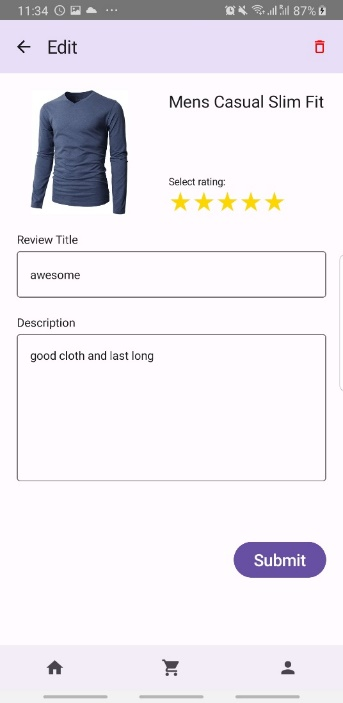 11:34 87%
Edit
Mens Casual Slim Fit
Select rating:
Review Title
awesome
Description
good cloth and last long
Submit